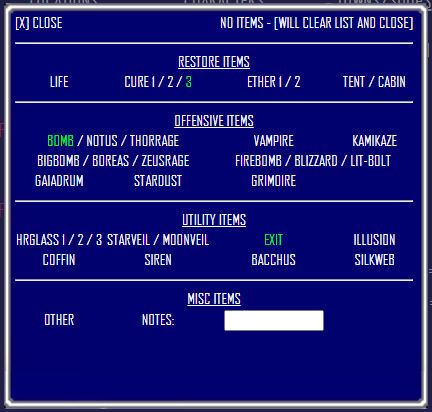 [X] CLOSE NO ITEMS - [WILL CLEAR LIST AND CLOSE]
RESTORE ITEMS
LIFE CURE 1 / 2 / 3 ETHER 1 / 2 TENT / CABIN
OFFENSIVE ITEMS
BOMB / NOTUS / THORRAGE VAMPIRE KAMIKAZE
BIGBOMB / BOREAS / ZEUSRAGE FIREBOMB / BLIZZARD / LIT-BOLT
GAIADRUM STARDUST GRIMOIRE
UTILITY ITEMS
HRGLASS 1 / 2 / 3 STARVEIL / MOONVEIL EXIT ILLUSION
COFFIN SIREN BACCHUS SILKWEB
MISC ITEMS
OTHER NOTES: